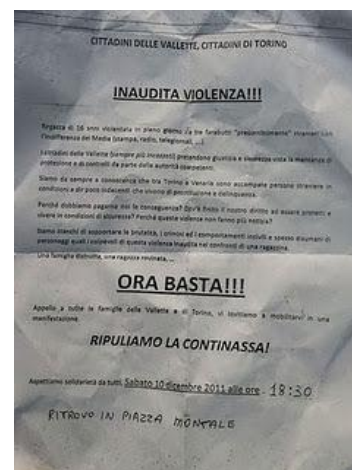 CITTADINI DELLE VALLETTE, CITTADINI DI TORINO
INAUDITA VIOLENZA!!!
Ragazza di 16 anni violentata in pieno giorno da tre farabutti "presumibilmente" stranieri con
l'indifferenza dei Media (stampa, radio, telegiornali, ...)
I cittadini delle Vallette (sempre più incazzati) pretendono giustizia e sicurezza vista la mancanza di
protezione e di controlli da parte delle autorità competenti.
Siamo da sempre a conoscenza che tra Torino e Venaria sono accampate persone straniere in
condizioni a dir poco indecenti che vivono di prostituzione e delinquenza.
Perché dobbiamo pagarne noi le conseguenze? Dov'è finito il nostro diritto ad essere protetti e
vivere in condizioni di sicurezza? Perché queste violenze non fanno più notizia?
Siamo stanchi di sopportare le brutalità, i crimini ed i comportamenti incivili e spesso disumani di
personaggi quali i colpevoli di questa violenza inaudita nei confronti di una ragazzina.
Una famiglia distrutta, una ragazza rovinata, ...
ORA BASTA!!!
Appello a tutte le famiglie delle Vallette e di Torino, vi invitiamo a mobilitarvi in una
manifestazione.
RIPULIAMO LA CONTINASSA!
Aspettiamo solidarietà da tutti, Sabato 10 dicembre 2011 alle ore . 18:30
RITROVO IN PIAZZA MONTALE